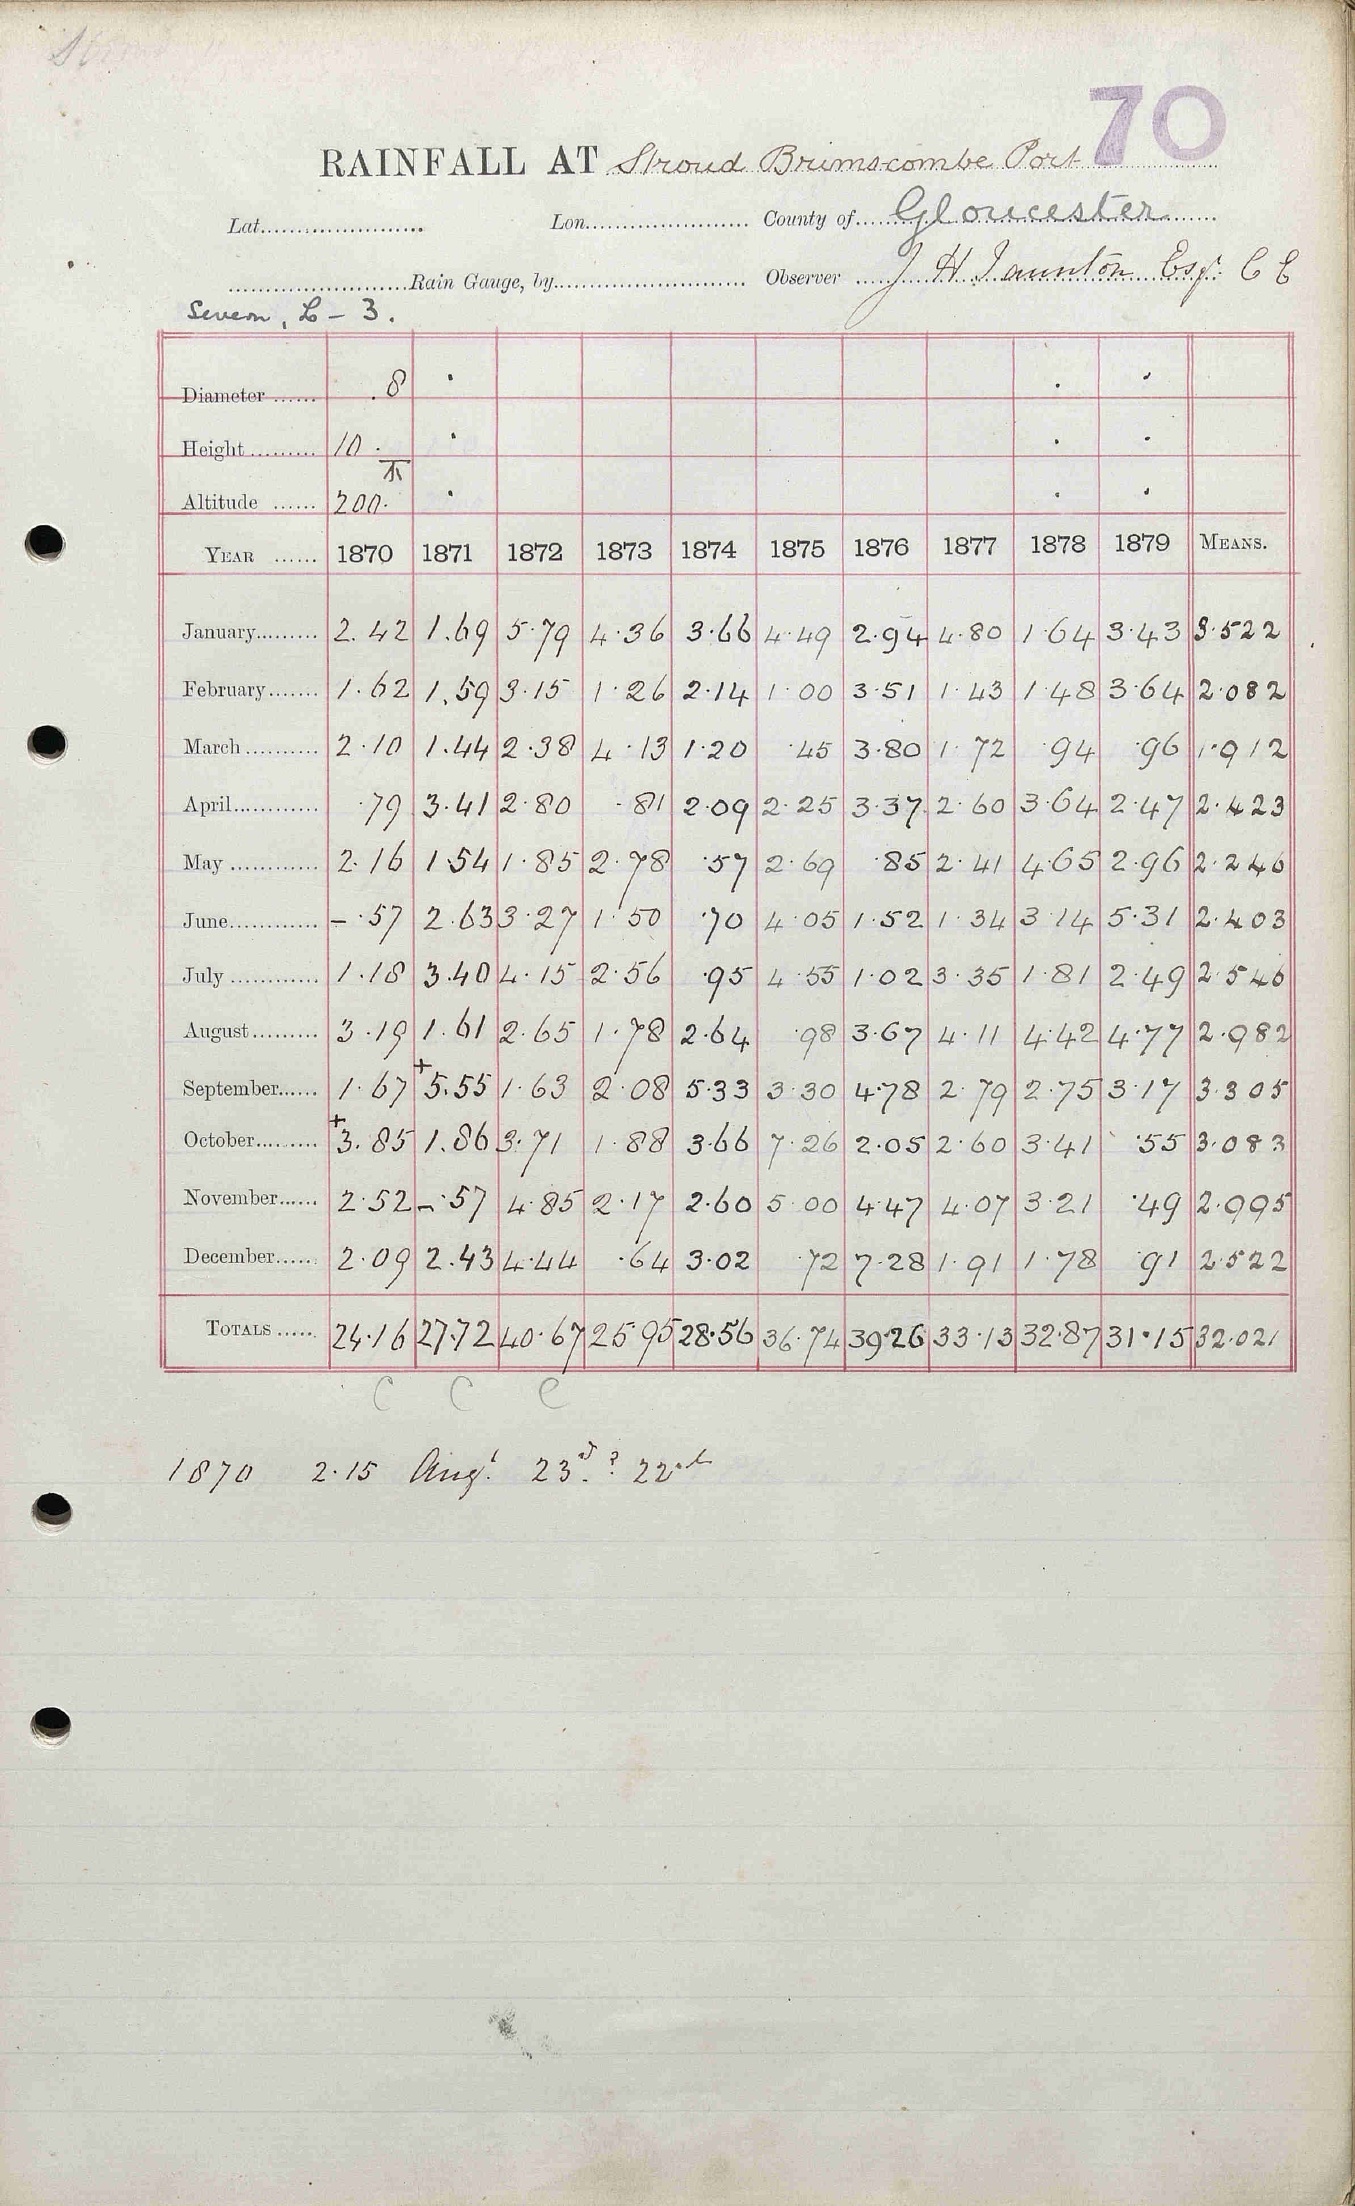 70
RAINFALL AT Stroud Brimscombe Port
Lat. Lon. County of Gloucester
Rain Gauge, by Observer J H Taunton Esqr. C E
Severn, L - 3.
Diameter 8
Height 10
Altitude 200
YEAR 1870 1871 1872 1873 1874 1875 1876 1877 1878 1879 MEANS.
January 2.42 1.69 5.79 4.36 3.66 4.49 2.94 4.80 1.64 3.43 3.522
February 1.62 1.59 3.15 1.26 2.14 1.00 3.51 1.43 1.48 3.64 2.082
March 2.10 1.44 2.38 4.13 1.20 .45 3.80 1.72 .94 .96 1.912
April .79 3.41 2.80 .81 2.09 2.25 3.37 2.60 3.64 2.47 2.423
May 2.16 1.54 1.85 2.78 .57 2.69 .85 2.41 4.65 2.96 2.246
June - .57 2.63 3.27 1.50 .70 4.05 1.52 1.34 3.14 5.31 2.403
July 1.18 3.40 4.15 2.56 .95 4.55 1.02 3.35 1.81 2.49 2.546
August 3.19 1.61 2.65 1.78 2.64 .98 3.67 4.11 4.42 4.77 2.982
September 1.67 +5.55 1.63 2.08 5.33 3.30 4.78 2.79 2.75 3.17 3.305
October +3.85 1.86 3.71 1.88 3.66 7.26 2.05 2.60 3.41 .55 3.083
November 2.52 - .57 4.85 2.17 2.60 5.00 4.47 4.07 3.21 .49 2.995
December 2.09 2.43 4.44 .64 3.02 .72 7.28 1.91 1.78 .91 2.522
TOTALS 24.16 27.72 40.67 25.95 28.56 36.74 39.26 33.13 32.87 31.15 32.021
C C C
1870 2.15 Augt. 23rd.? 22nd